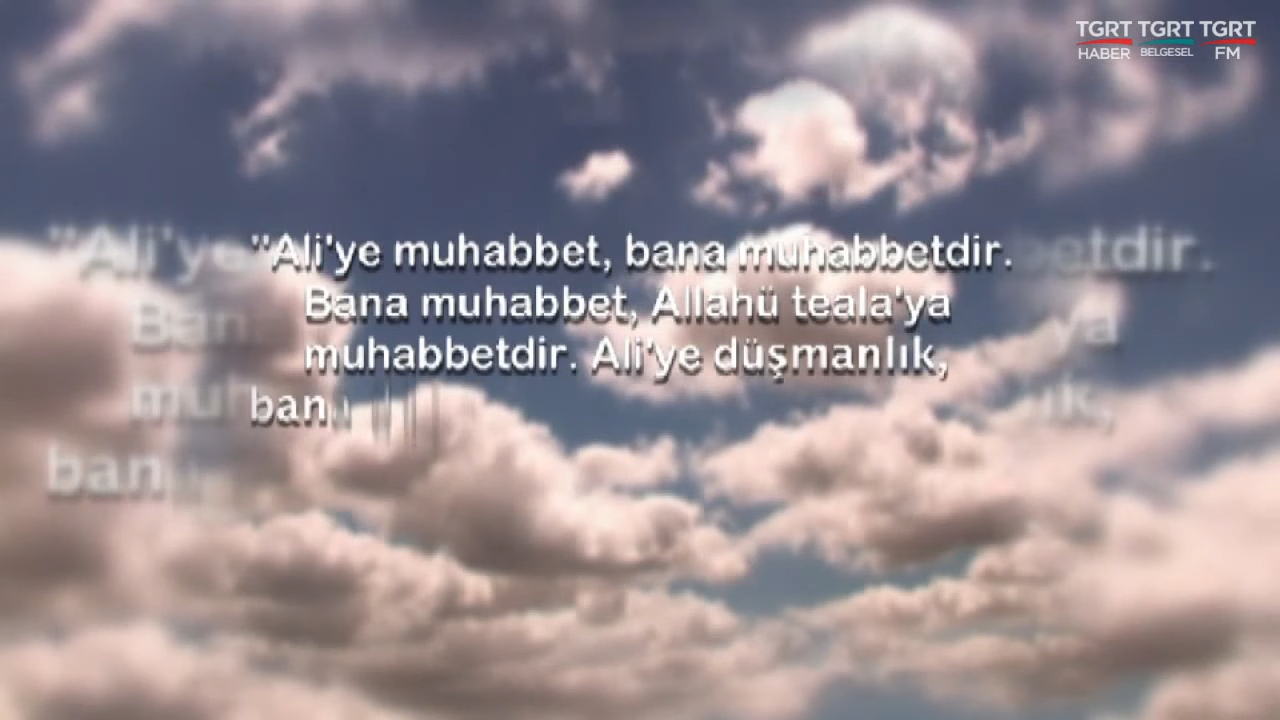 TGRT TGRT TGRT
HABER BELGESEL FM
"Ali'ye muhabbet, bana muhabbetdir.
Bana muhabbet, Allahü teala'ya
muhabbetdir. Ali'ye düşmanlık,